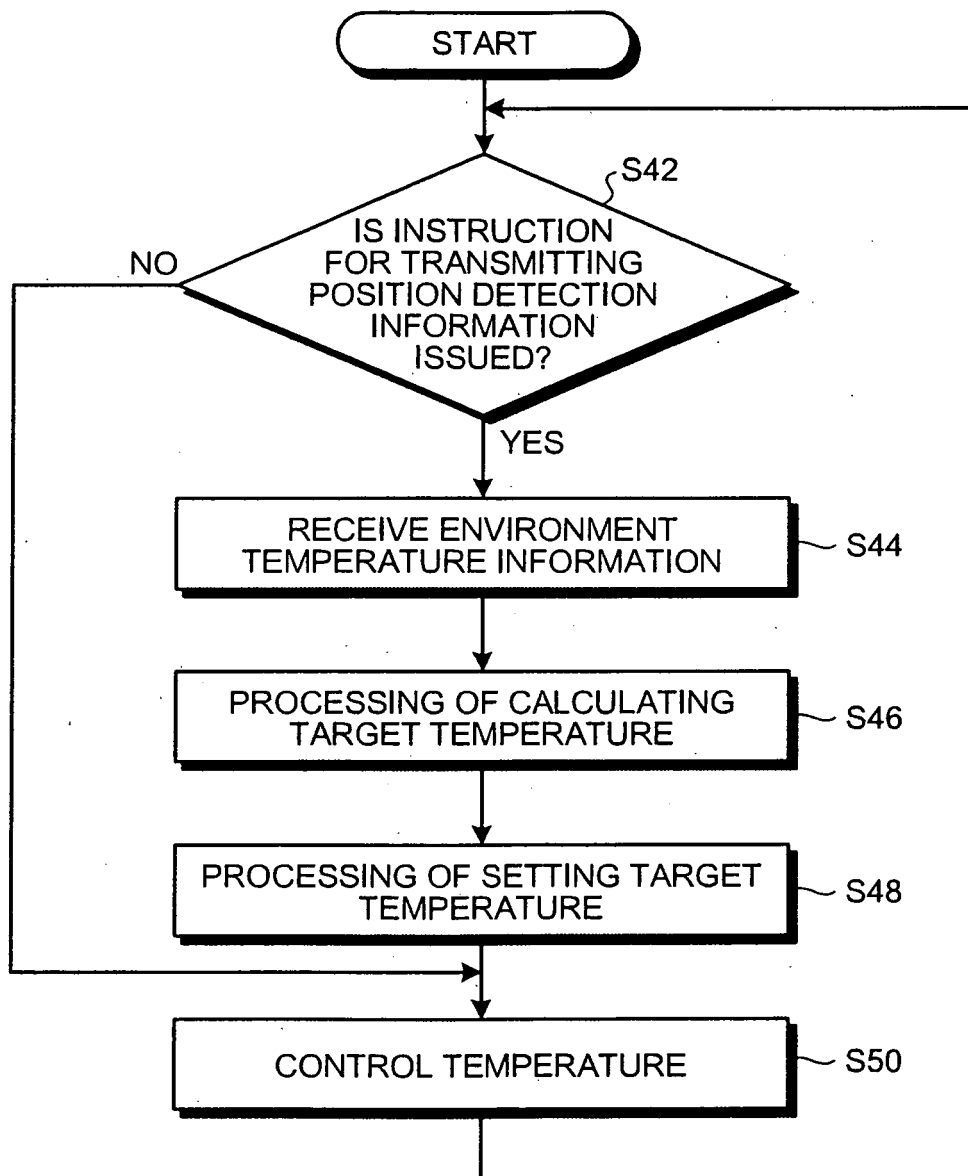 START
S42
IS INSTRUCTION
FOR TRANSMITTING
POSITION DETECTION
INFORMATION
ISSUED?
NO
YES
RECEIVE ENVIRONMENT
TEMPERATURE INFORMATION
S44
PROCESSING OF CALCULATING
TARGET TEMPERATURE
S46
PROCESSING OF SETTING TARGET
TEMPERATURE
S48
CONTROL TEMPERATURE
S50